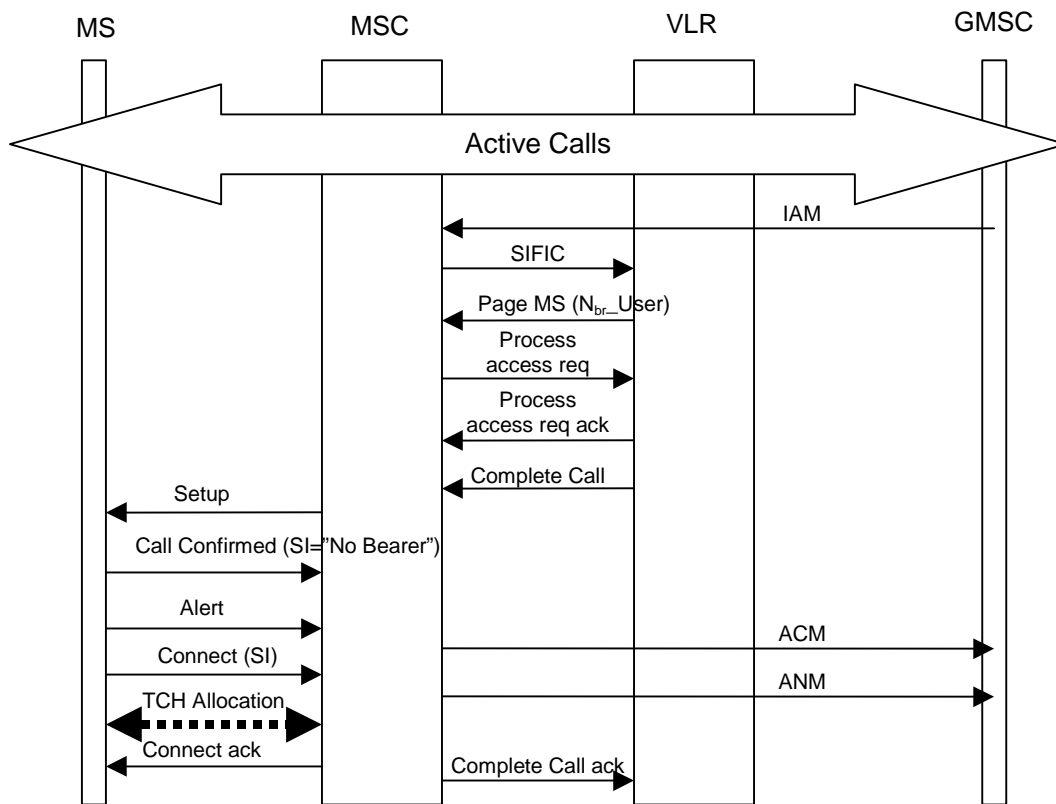 MS
MSC
VLR
GMSC
Active Calls
IAM
SIFIC
Page MS (Nbr_User)
Process
access req
Process
access req ack
Complete Call
Setup
Call Confirmed (SI=”No Bearer”)
Alert
ACM
Connect (SI)
ANM
TCH Allocation
Connect ack
Complete Call ack